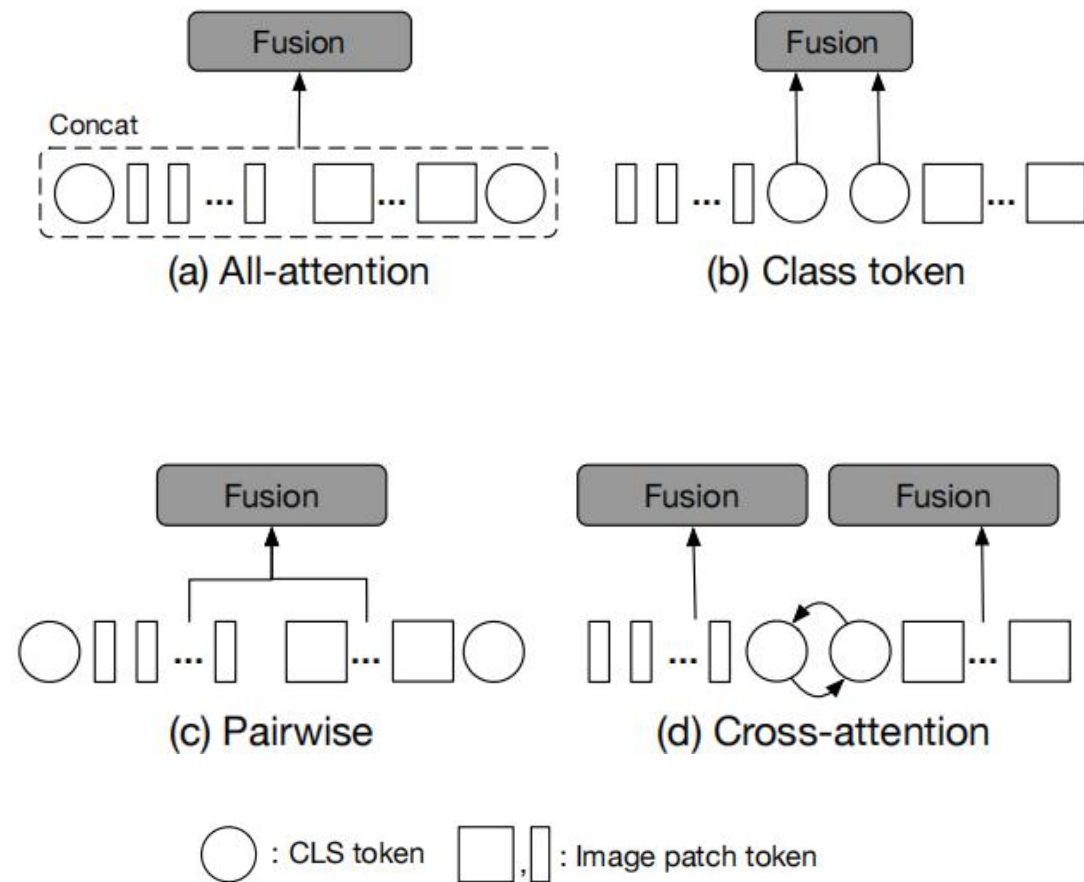 Fusion
Fusion
Concat
...
...
...
...
(a) All-attention
(b) Class token
Fusion
Fusion
Fusion
...
...
...
...
(c) Pairwise
(d) Cross-attention
: CLS token
, : Image patch token